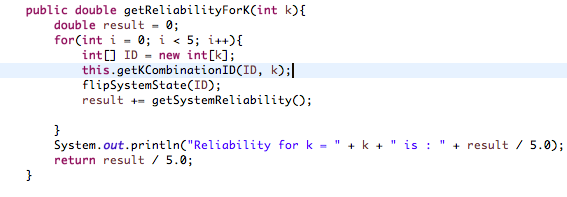 public double getReliabilityForK(int k){
double result = 0;
for(int i = 0; i < 5; i++){
int[] ID = new int[k];
this.getKCombinationID(ID, k);
flipSystemState(ID);
result += getSystemReliability();
}
System.out.println("Reliability for k = " + k + " is : " + result / 5.0);
return result / 5.0;
}